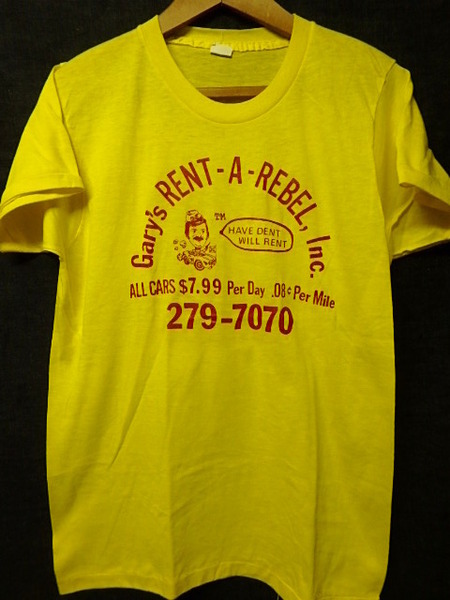 Gary's RENT-A-REBEL, Inc.
TM
HAVE DENT
WILL RENT
ALL CARS $7.99 Per Day .08¢ Per Mile
279-7070